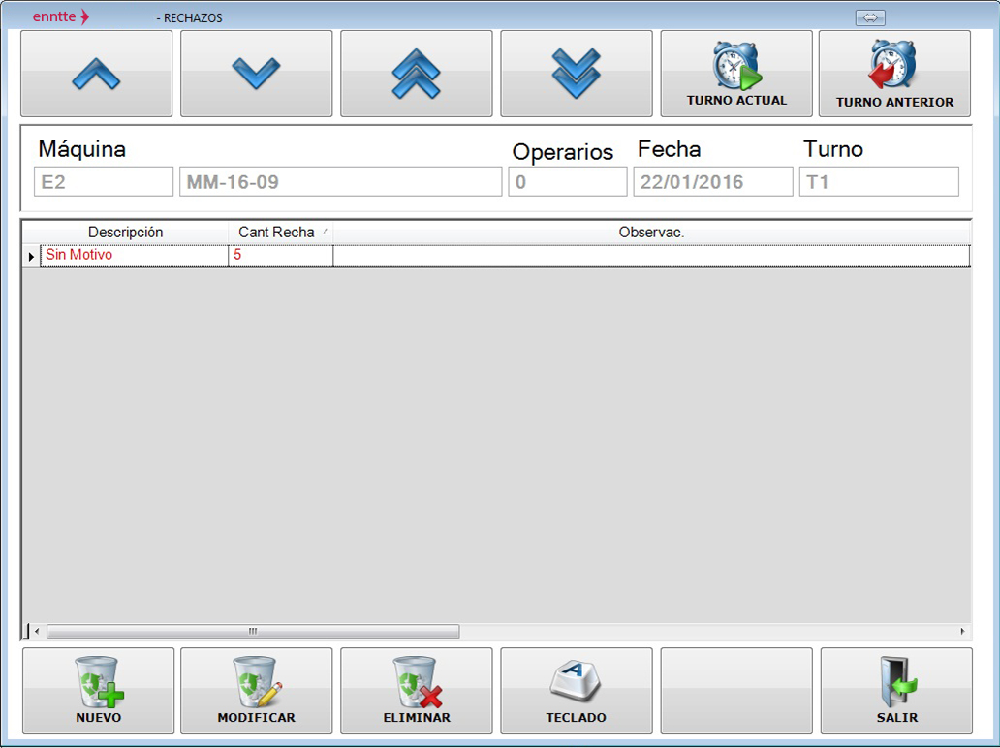 enntte - RECHAZOS
TURNO ACTUAL TURNO ANTERIOR
Máquina Operarios Fecha Turno
E2 MM-16-09 0 22/01/2016 T1
Descripción Cant Recha Observac.
Sin Motivo 5
A
NUEVO MODIFICAR ELIMINAR TECLADO SALIR